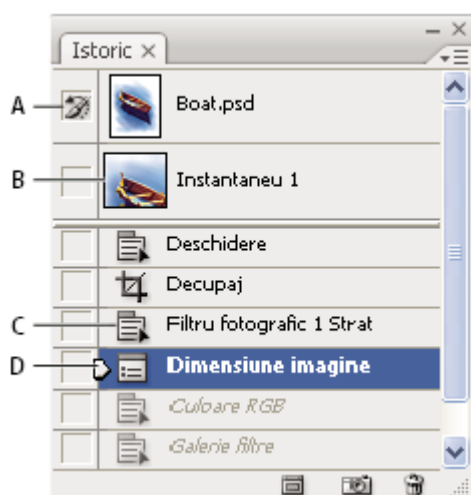 Istoric ×
A Boat.psd
B Instantaneu 1
Deschidere
Decupaj
C Filtru fotografic 1 Strat
D Dimensiune imagine
Culoare RGB
Galerie filtre